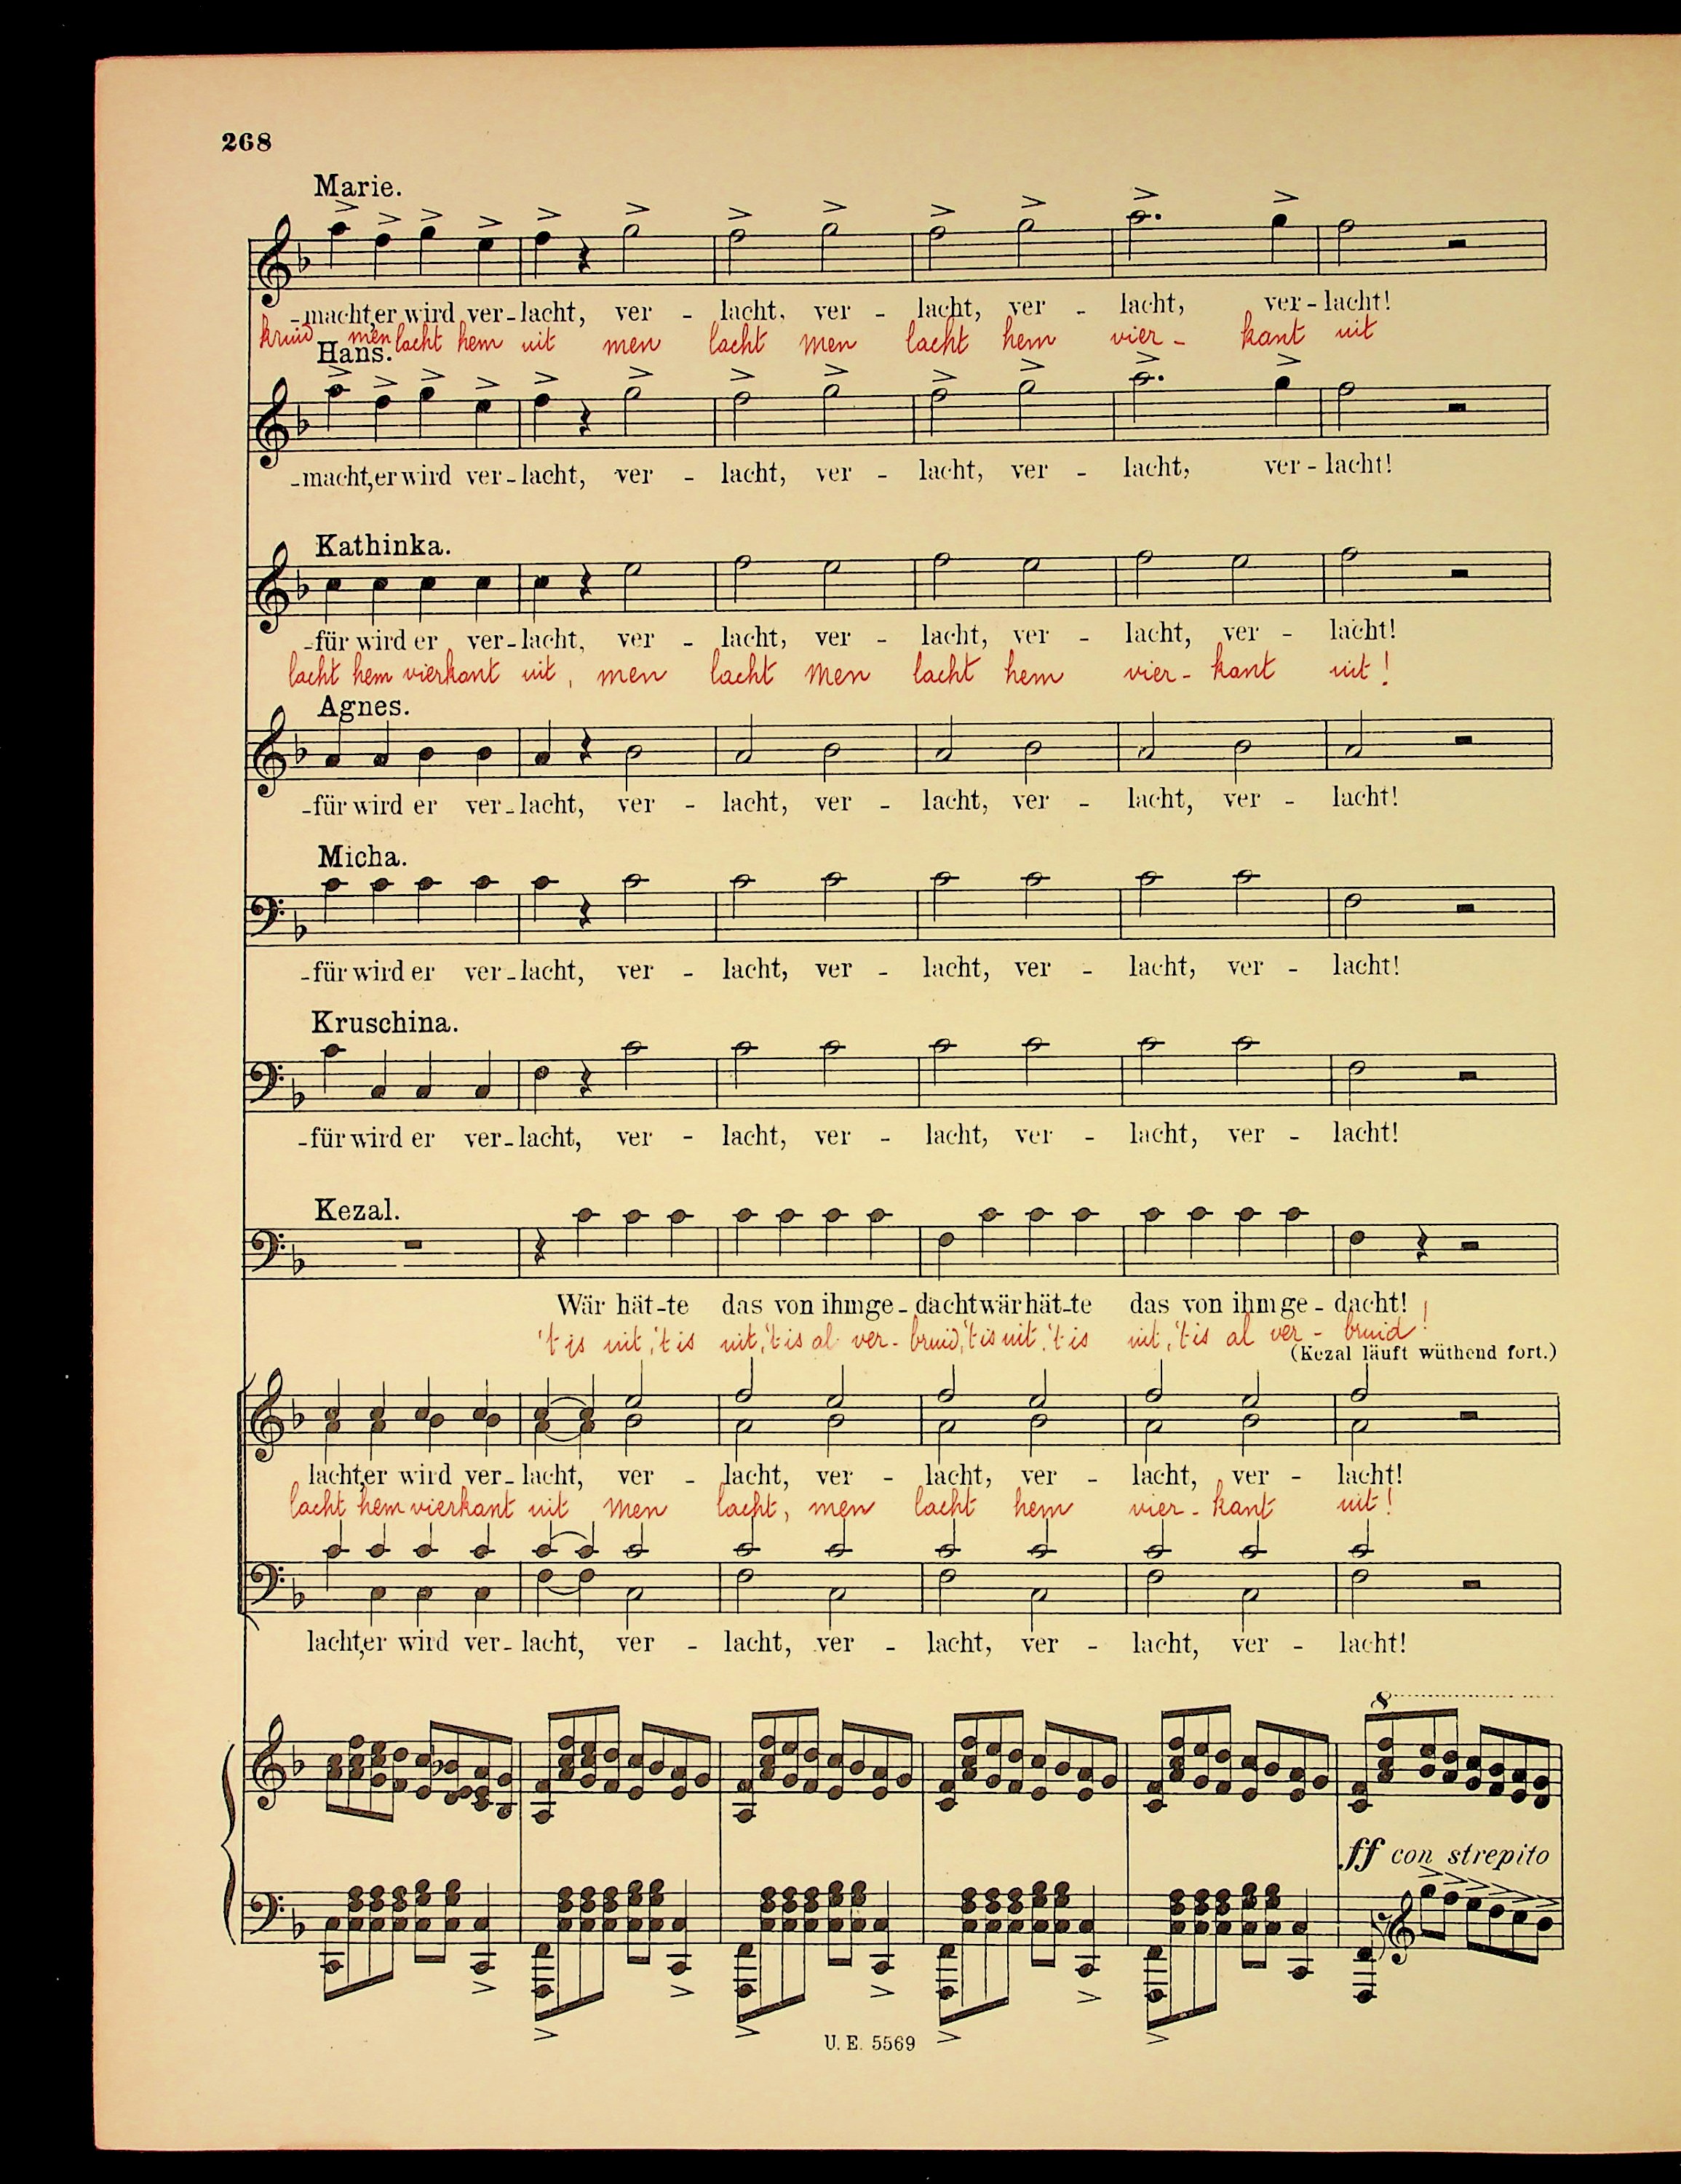 268
Marie.
-macht,er wird ver-lacht, ver - lacht, ver - lacht, ver - lacht, ver-lacht!
kruid men lacht hem uit men lacht men lacht hem vier - kant uit
Hans.
-macht,er wird ver-lacht, ver - lacht, ver - lacht, ver - lacht, ver-lacht!
Kathinka.
-für wird er ver-lacht, ver - lacht, ver - lacht, ver - lacht, ver - lacht!
lacht hem vierkant uit, men lacht men lacht hem vier - kant uit!
Agnes.
-für wird er ver-lacht, ver - lacht, ver - lacht, ver - lacht, ver - lacht!
Micha.
-für wird er ver-lacht, ver - lacht, ver - lacht, ver - lacht, ver - lacht!
Kruschina.
-für wird er ver-lacht, ver - lacht, ver - lacht, ver - lacht, ver - lacht!
Kezal.
Wär hät-te das von ihm ge-dacht wär hät-te das von ihm ge-dacht!
't is uit, 't is uit, 't is al ver-bruid, 't is uit, 't is uit, 't is al ver - bruid!
(Kezal läuft wüthend fort.)
lacht,er wird ver-lacht, ver - lacht, ver - lacht, ver - lacht, ver - lacht!
lacht hem vierkant uit men lacht, men lacht hem vier - kant uit!
lacht,er wird ver-lacht, ver - lacht, ver - lacht, ver - lacht, ver - lacht!
8
ff con strepito
U. E. 5569